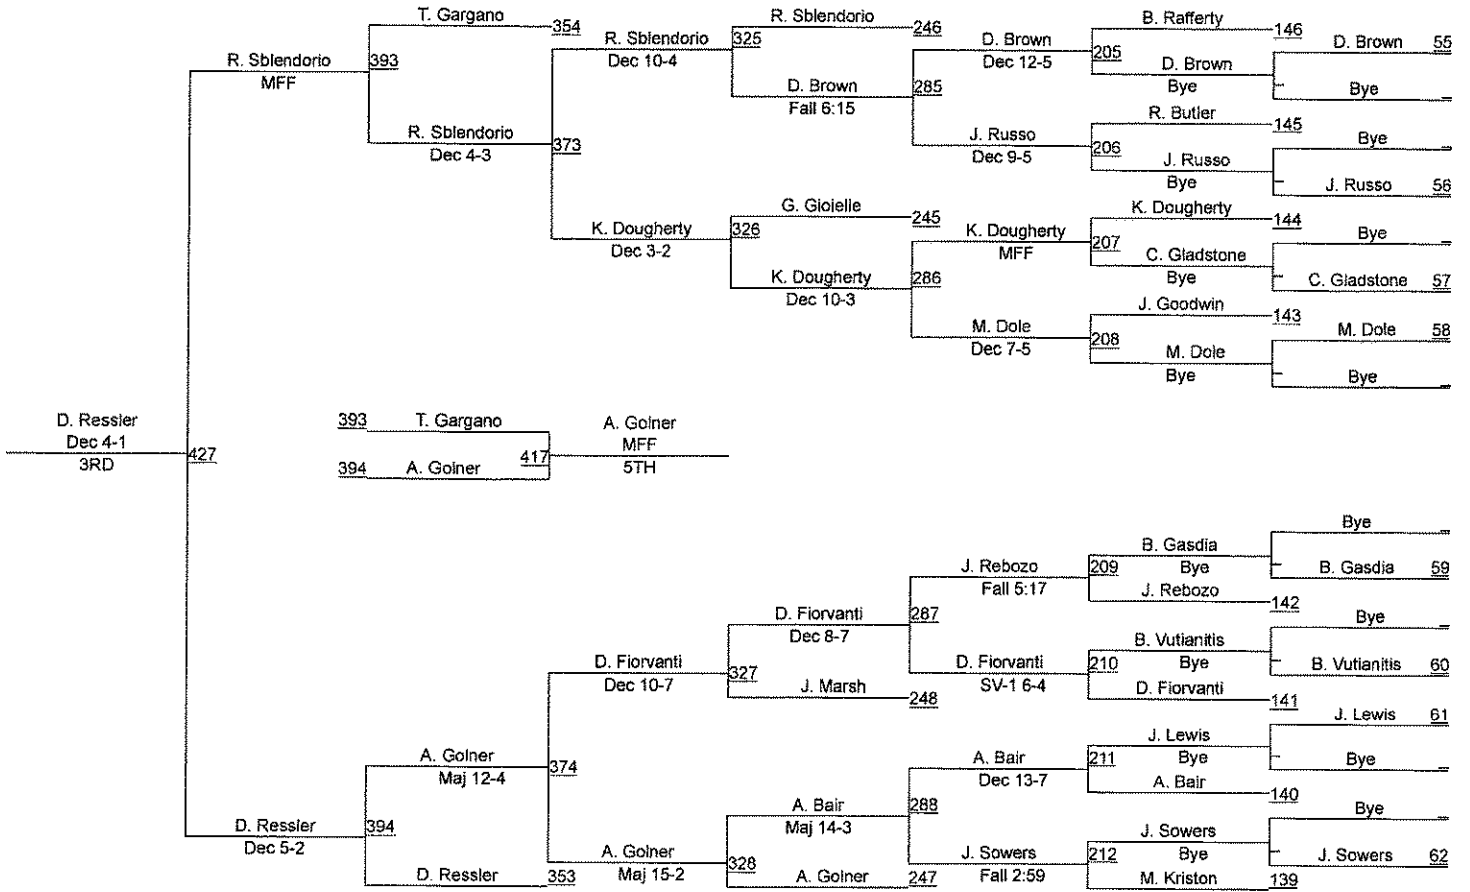 T. Gargano
354
R. Sblendorio
246
B. Rafferty
146
D. Brown 55
R. Sblendorio
MFF
393
R. Sblendorio
Dec 10-4
325
D. Brown
Dec 12-5
205
D. Brown
Bye
Bye
D. Brown
Fall 6:15
285
R. Butler
145
Bye
R. Sblendorio
Dec 4-3
373
J. Russo
Dec 9-5
206
J. Russo
Bye
J. Russo 56
G. Gioielle
245
K. Dougherty
144
Bye
K. Dougherty
Dec 3-2
326
K. Dougherty
MFF
207
C. Gladstone
Bye
C. Gladstone 57
K. Dougherty
Dec 10-3
286
J. Goodwin
143
M. Dole 58
M. Dole
Dec 7-5
208
M. Dole
Bye
Bye
D. Ressler
Dec 4-1
3RD
427
393
T. Gargano
394
A. Golner
417
A. Golner
MFF
5TH
Bye
J. Rebozo
Fall 5:17
209
B. Gasdia
Bye
B. Gasdia 59
J. Rebozo
142
D. Fiorvanti
Dec 8-7
287
Bye
D. Fiorvanti
Dec 10-7
327
J. Marsh
248
D. Fiorvanti
SV-1 6-4
210
B. Vutianitis
Bye
B. Vutianitis 60
D. Fiorvanti
141
J. Lewis 61
A. Golner
Maj 12-4
374
A. Bair
Dec 13-7
211
J. Lewis
Bye
Bye
A. Bair
140
D. Ressler
Dec 5-2
394
A. Bair
Maj 14-3
288
Bye
D. Ressler
353
A. Golner
Maj 15-2
328
A. Golner
247
J. Sowers
Fall 2:59
212
J. Sowers
Bye
J. Sowers 62
M. Kriston
139